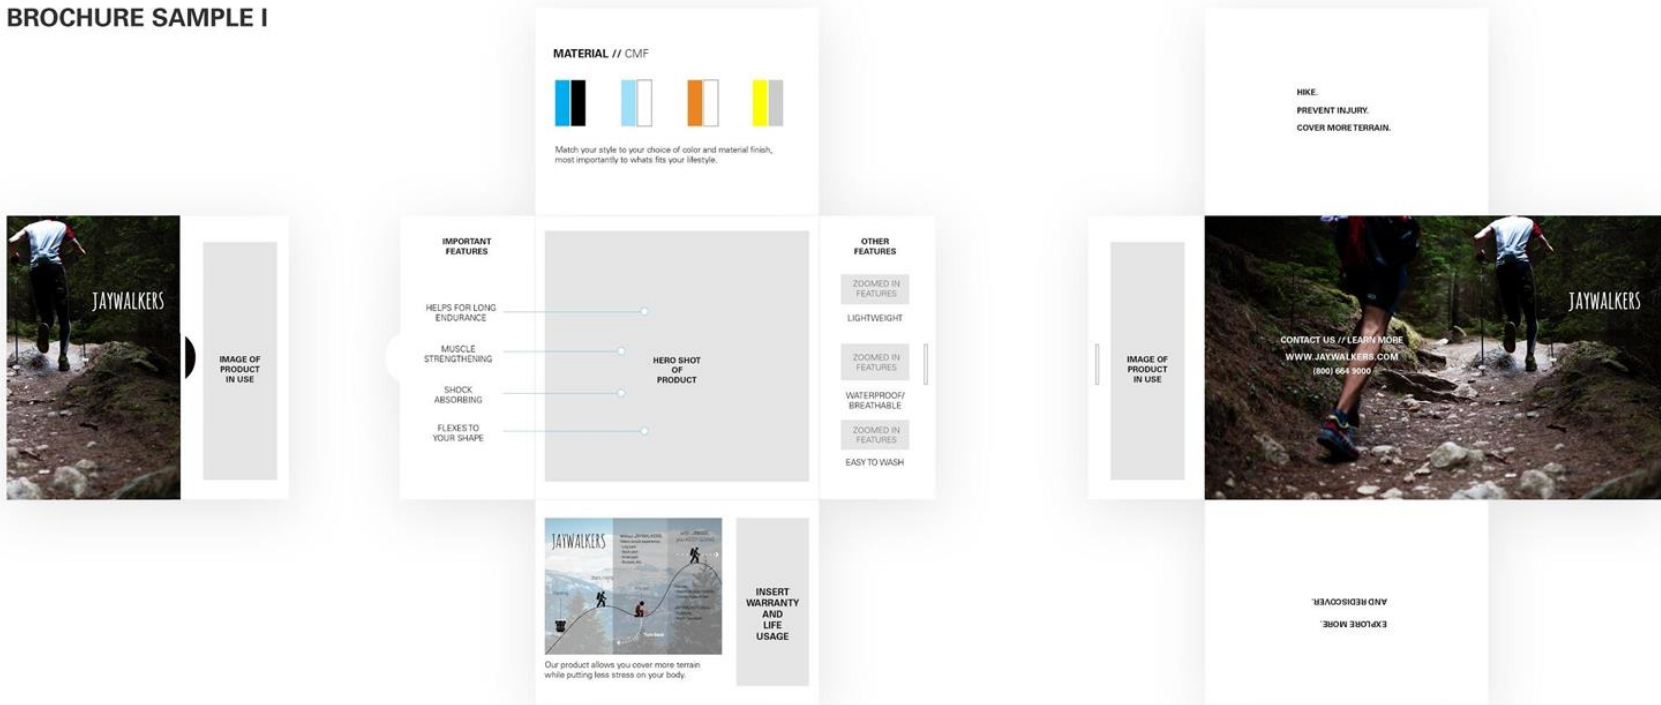 BROCHURE SAMPLE I
JAYWALKERS
IMAGE OF
PRODUCT
IN USE
MATERIAL // CMF
Match your style to your choice of color and material finish,
most importantly to whats fits your lifestyle.
IMPORTANT
FEATURES
HELPS FOR LONG
ENDURANCE
MUSCLE
STRENGTHENING
SHOCK
ABSORBING
FLEXES TO
YOUR SHAPE
HERO SHOT
OF
PRODUCT
OTHER
FEATURES
ZOOMED IN
FEATURES
LIGHTWEIGHT
ZOOMED IN
FEATURES
WATERPROOF/
BREATHABLE
ZOOMED IN
FEATURES
EASY TO WASH
JAYWALKERS
Our product allows you cover more terrain
while putting less stress on your body.
INSERT
WARRANTY
AND
LIFE
USAGE
HIKE.
PREVENT INJURY.
COVER MORE TERRAIN.
IMAGE OF
PRODUCT
IN USE
CONTACT US // LEARN MORE
WWW.JAYWALKERS.COM
(800) 664 9000
JAYWALKERS
EXPLORE MORE.
AND REDISCOVER.